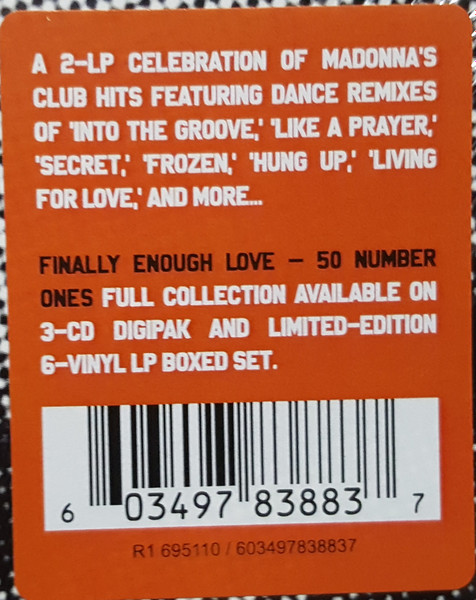 A 2-LP CELEBRATION OF MADONNA'S
CLUB HITS FEATURING DANCE REMIXES
OF 'INTO THE GROOVE,' 'LIKE A PRAYER,'
'SECRET,' 'FROZEN,' 'HUNG UP,' 'LIVING
FOR LOVE,' AND MORE...
FINALLY ENOUGH LOVE – 50 NUMBER
ONES FULL COLLECTION AVAILABLE ON
3-CD DIGIPAK AND LIMITED-EDITION
6-VINYL LP BOXED SET.
6 03497 83883 7
R1 695110 / 603497838837